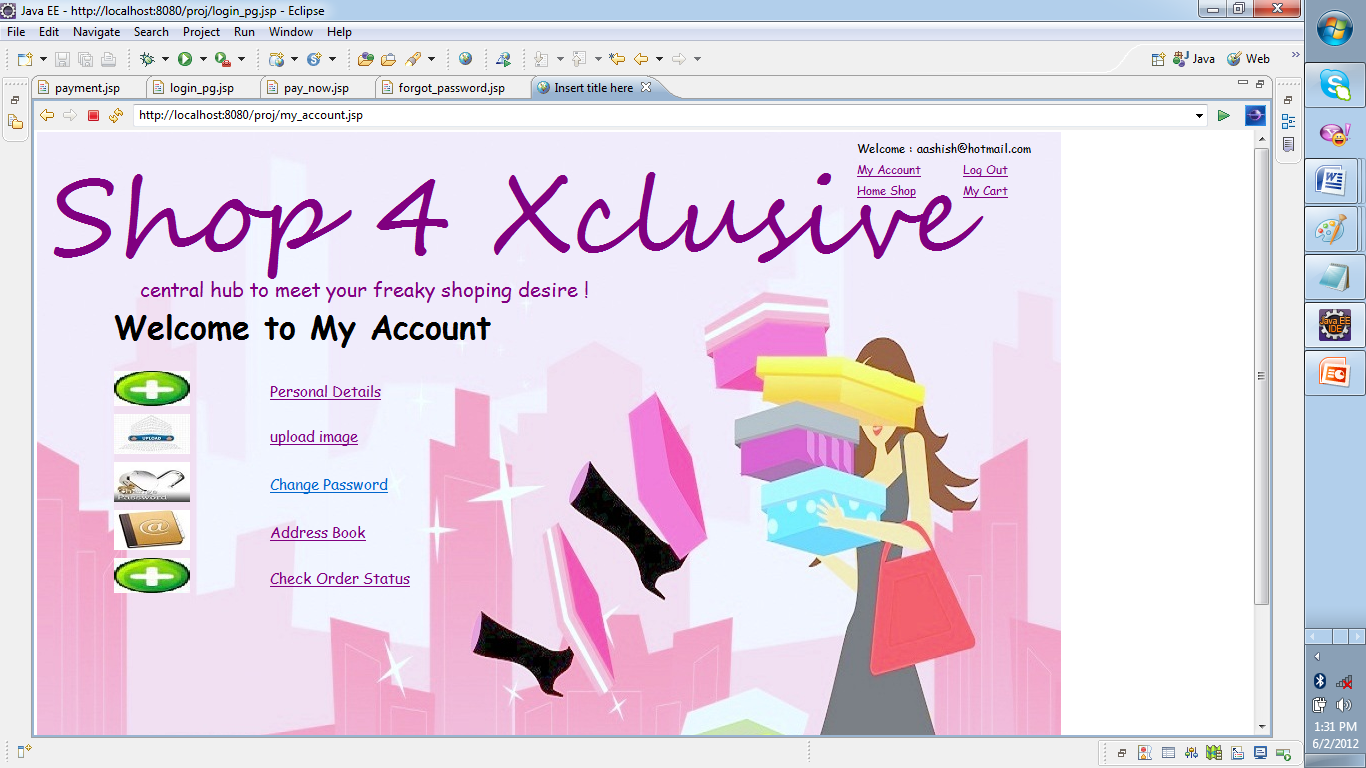 Java EE - http://localhost:8080/proj/login_pg.jsp - Eclipse
File Edit Navigate Search Project Run Window Help
Java Web
payment.jsp login_pg.jsp pay_now.jsp forgot_password.jsp Insert title here
http://localhost:8080/proj/my_account.jsp
Welcome : aashish@hotmail.com
My Account Log Out
Home Shop My Cart
Shop 4 Xclusive
central hub to meet your freaky shoping desire !
Welcome to My Account
Personal Details
UPLOAD
upload image
Change Password
Password
Address Book
Check Order Status
Java EE
IDE
1:31 PM
6/2/2012